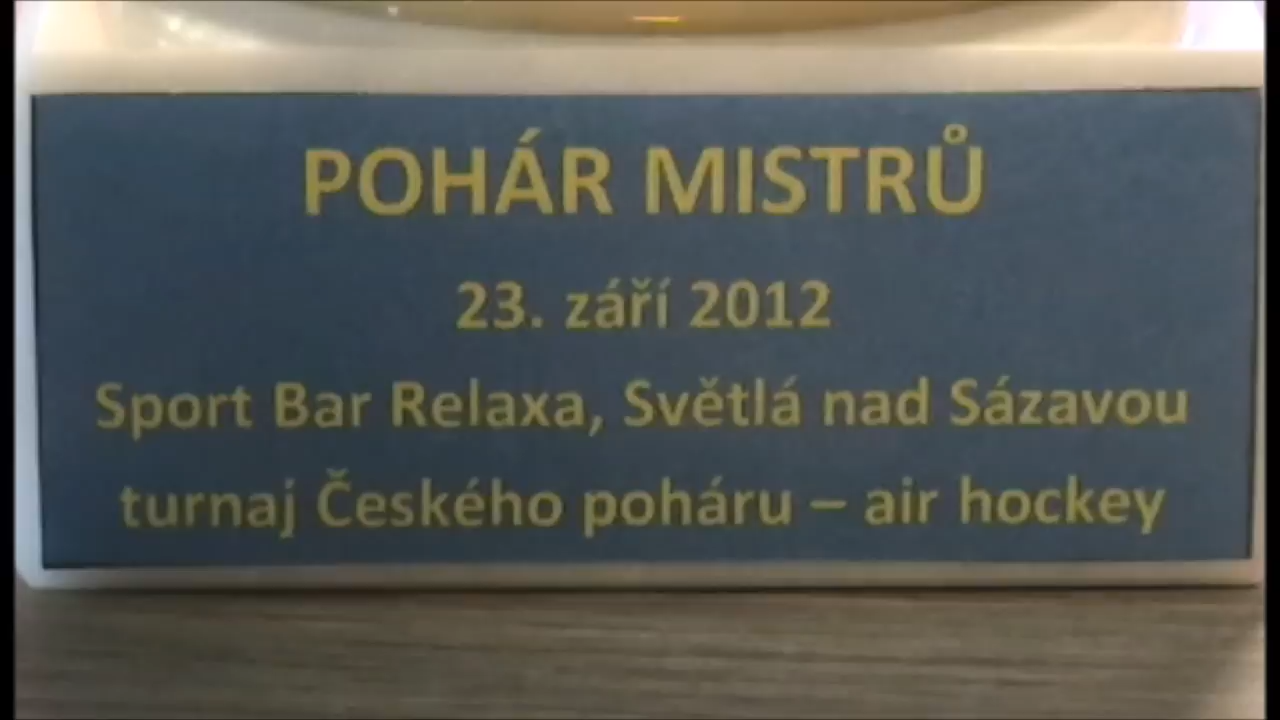 POHÁR MISTRŮ
23. září 2012
Sport Bar Relaxa, Světlá nad Sázavou
turnaj Českého poháru – air hockey